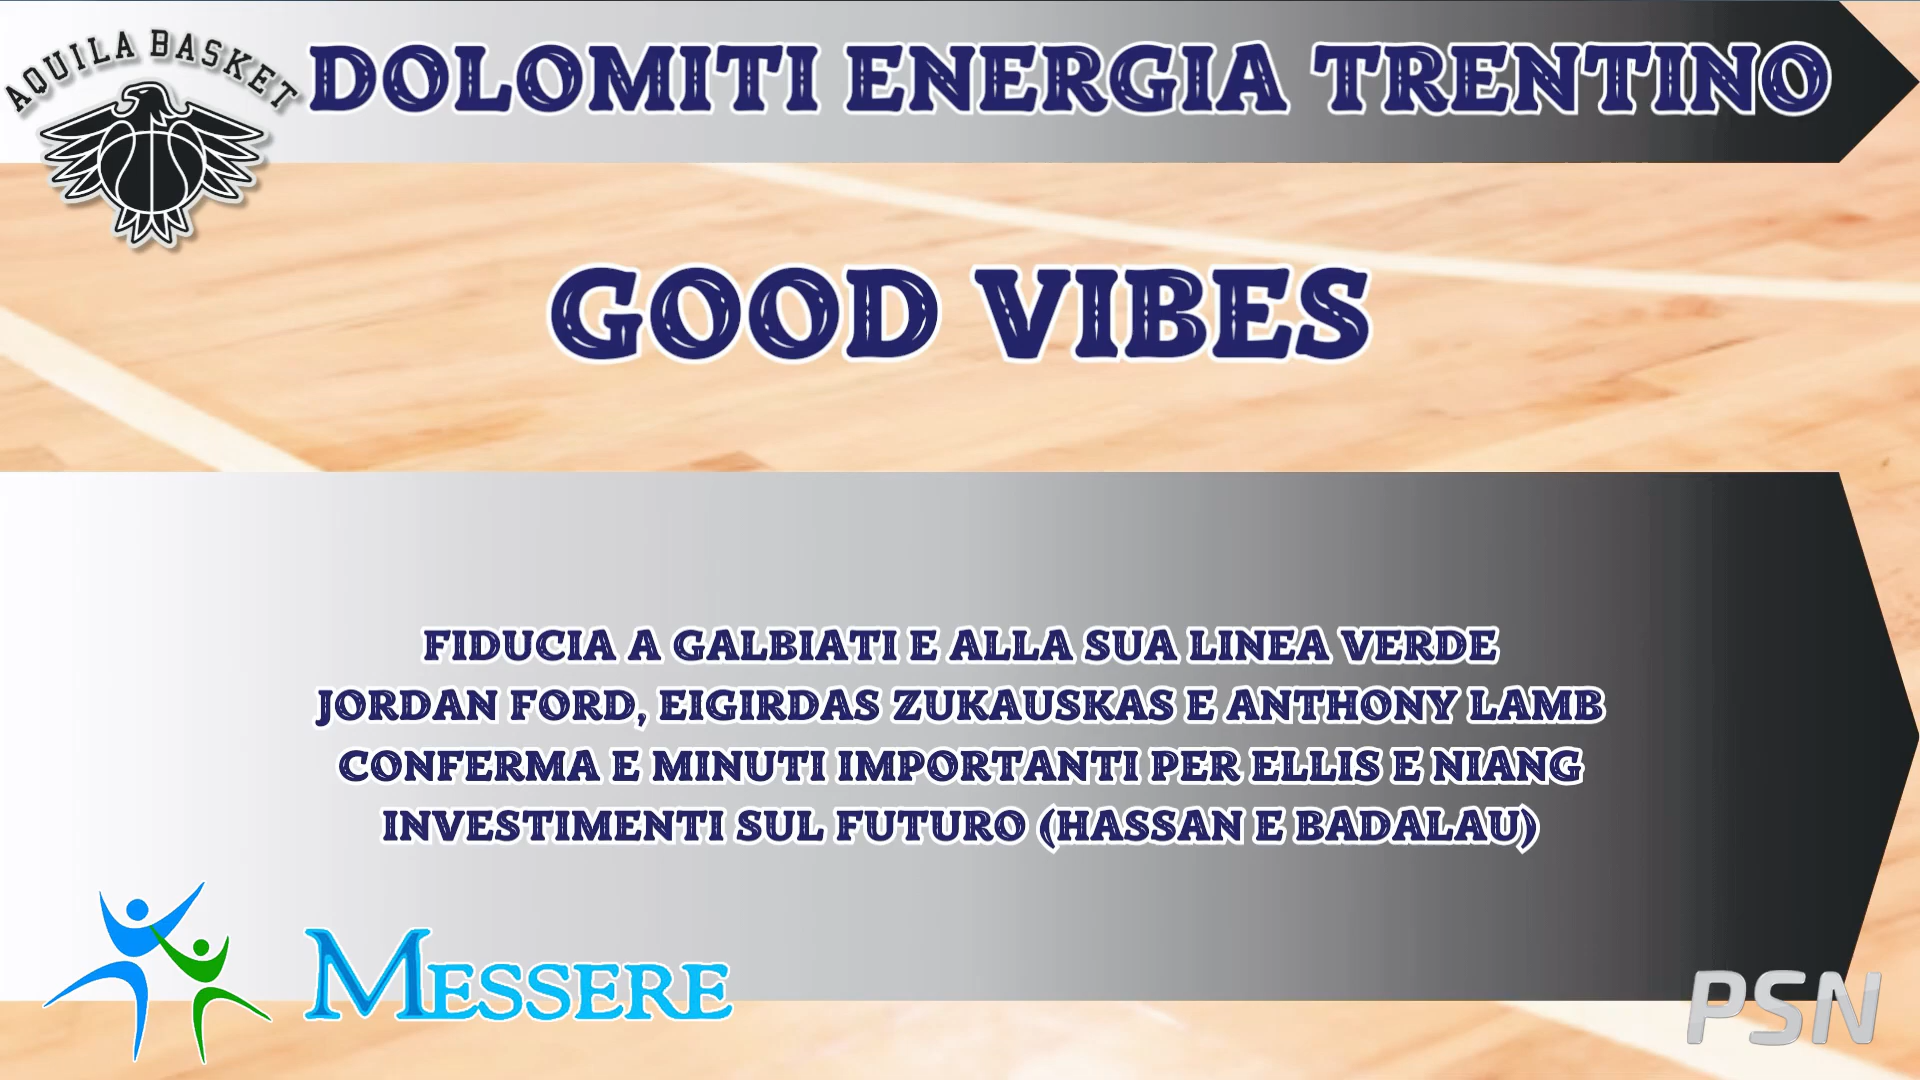 AQUILA BASKET
DOLOMITI ENERGIA TRENTINO
GOOD VIBES
FIDUCIA A GALBIATI E ALLA SUA LINEA VERDE
JORDAN FORD, EIGIRDAS ZUKAUSKAS E ANTHONY LAMB
CONFERMA E MINUTI IMPORTANTI PER ELLIS E NIANG
INVESTIMENTI SUL FUTURO (HASSAN E BADALAU)
MESSERE
PSN